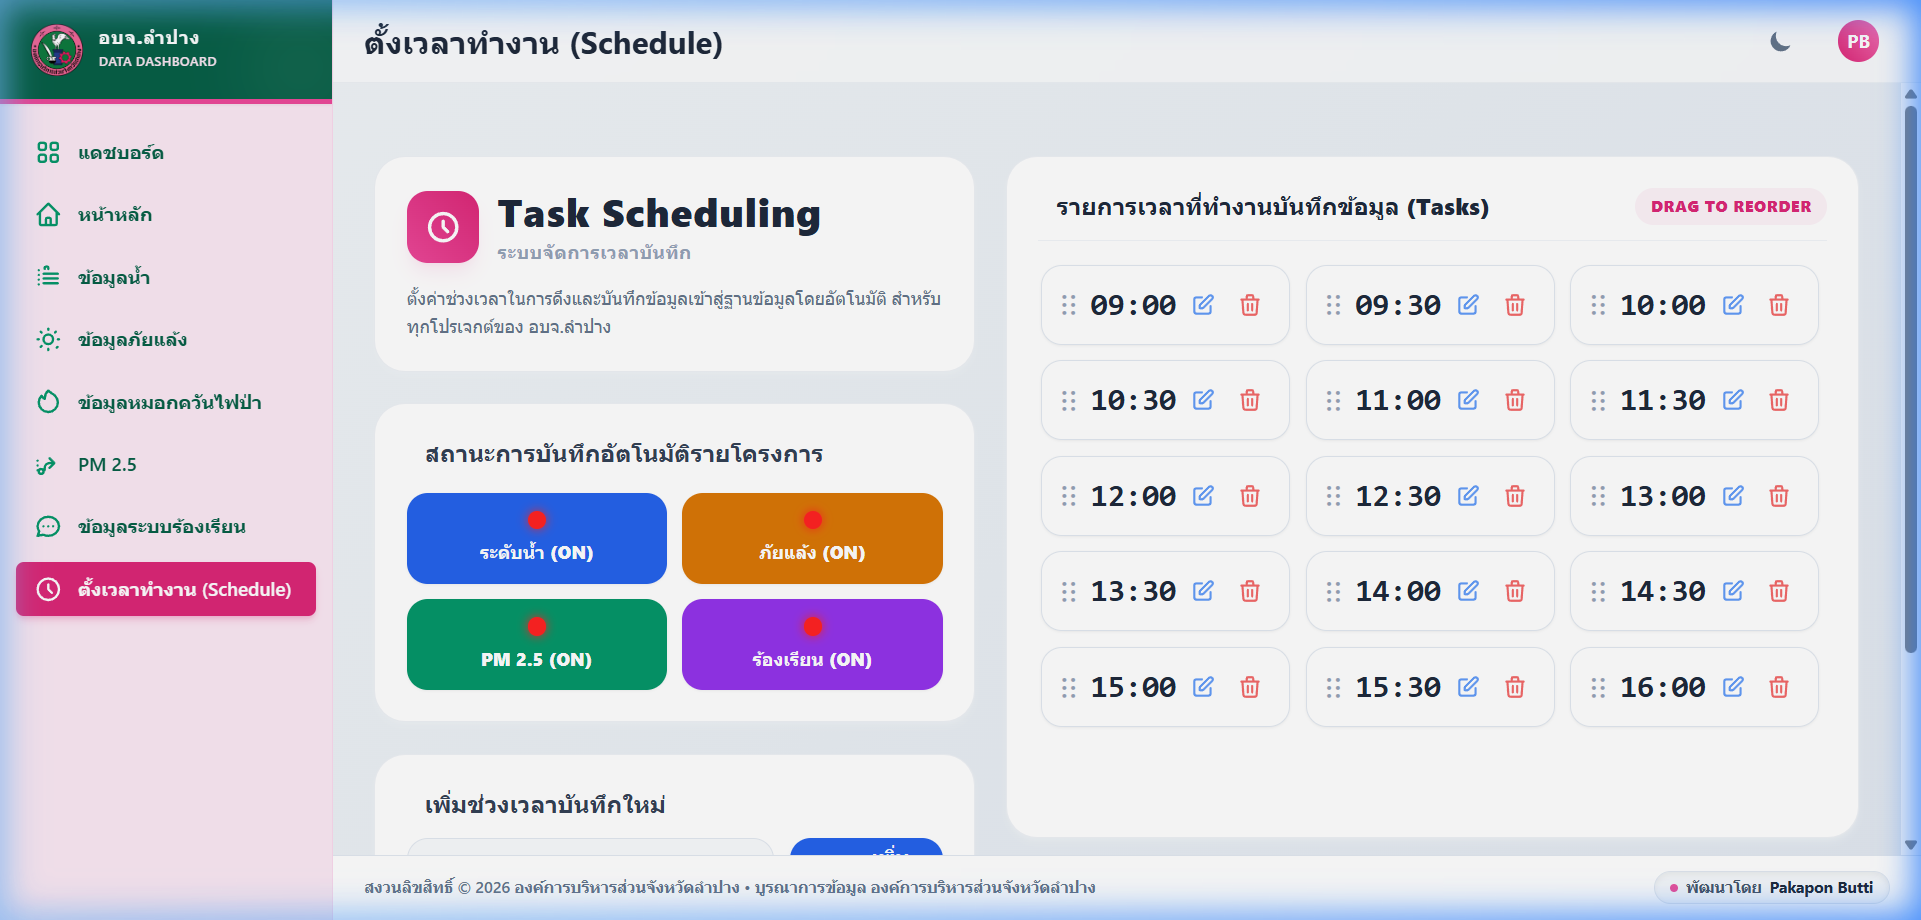 อบจ.ลำปาง
DATA DASHBOARD
แดชบอร์ด
หน้าหลัก
ข้อมูลน้ำ
ข้อมูลภัยแล้ง
ข้อมูลหมอกควันไฟป่า
PM 2.5
ข้อมูลระบบร้องเรียน
ตั้งเวลาทำงาน (Schedule)
ตั้งเวลาทำงาน (Schedule)
PB
Task Scheduling
ระบบจัดการเวลาบันทึก
ตั้งค่าช่วงเวลาในการดึงและบันทึกข้อมูลเข้าสู่ฐานข้อมูลโดยอัตโนมัติ สำหรับ
ทุกโปรเจกต์ของ อบจ.ลำปาง
สถานะการบันทึกอัตโนมัติรายโครงการ
ระดับน้ำ (ON)
ภัยแล้ง (ON)
PM 2.5 (ON)
ร้องเรียน (ON)
เพิ่มช่วงเวลาบันทึกใหม่
รายการเวลาที่ทำงานบันทึกข้อมูล (Tasks)
DRAG TO REORDER
09:00 09:30 10:00
10:30 11:00 11:30
12:00 12:30 13:00
13:30 14:00 14:30
15:00 15:30 16:00
สงวนลิขสิทธิ์ © 2026 องค์การบริหารส่วนจังหวัดลำปาง • บูรณาการข้อมูล องค์การบริหารส่วนจังหวัดลำปาง
พัฒนาโดย Pakapon Butti